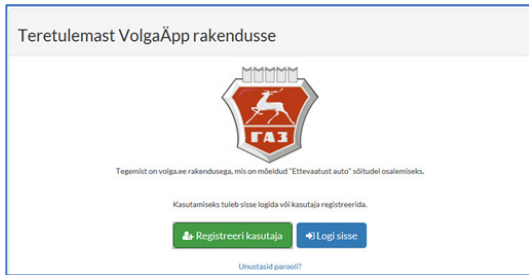 Teretulemast VolgaÄpp rakendusse
ГАЗ
Tegemist on volga.ee rakendusega, mis on mõeldud "Ettevaatust auto" sõitudel osalemiseks.
Kasutamiseks tuleb sisse logida või kasutaja registreerida.
Registreeri kasutaja
Logi sisse
Unustasid parooli?